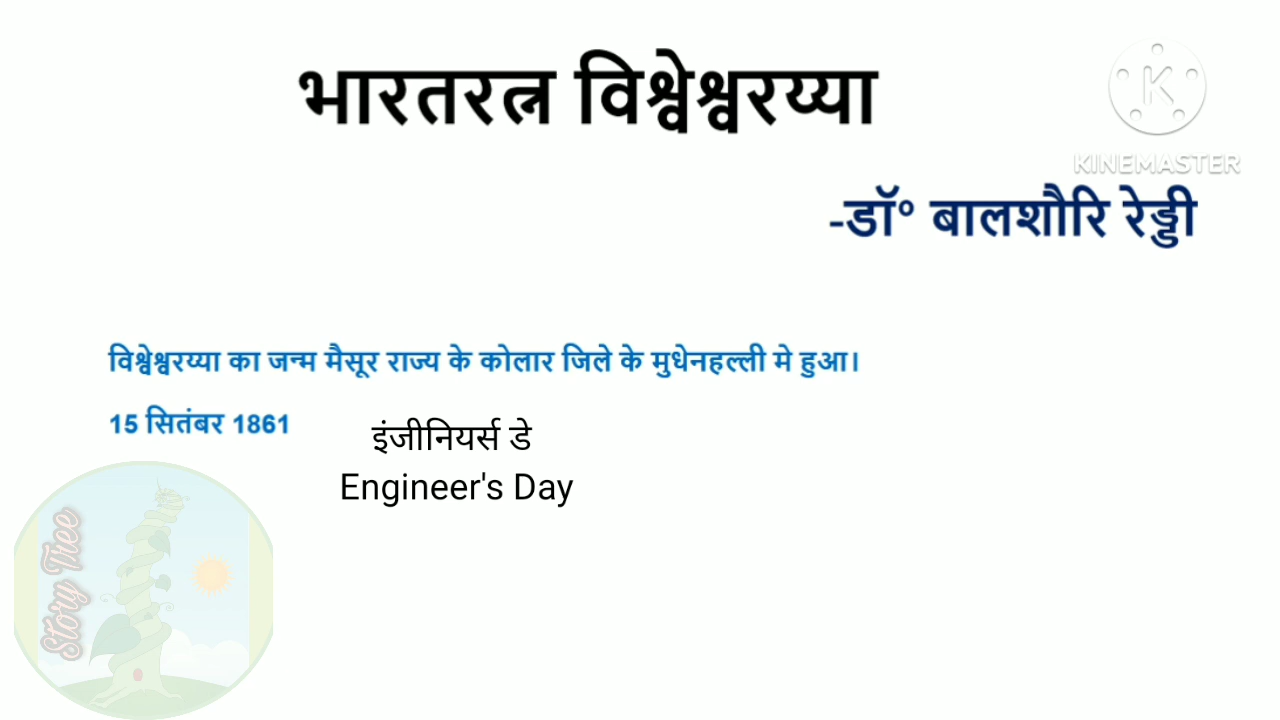 भारतरत्न विश्वेश्वरय्या
KINEMASTER
-डॉ° बालशौरि रेड्डी
विश्वेश्वरय्या का जन्म मैसूर राज्य के कोलार जिले के मुधेनहल्ली मे हुआ।
15 सितंबर 1861
इंजीनियर्स डे
Engineer's Day
Story Tree